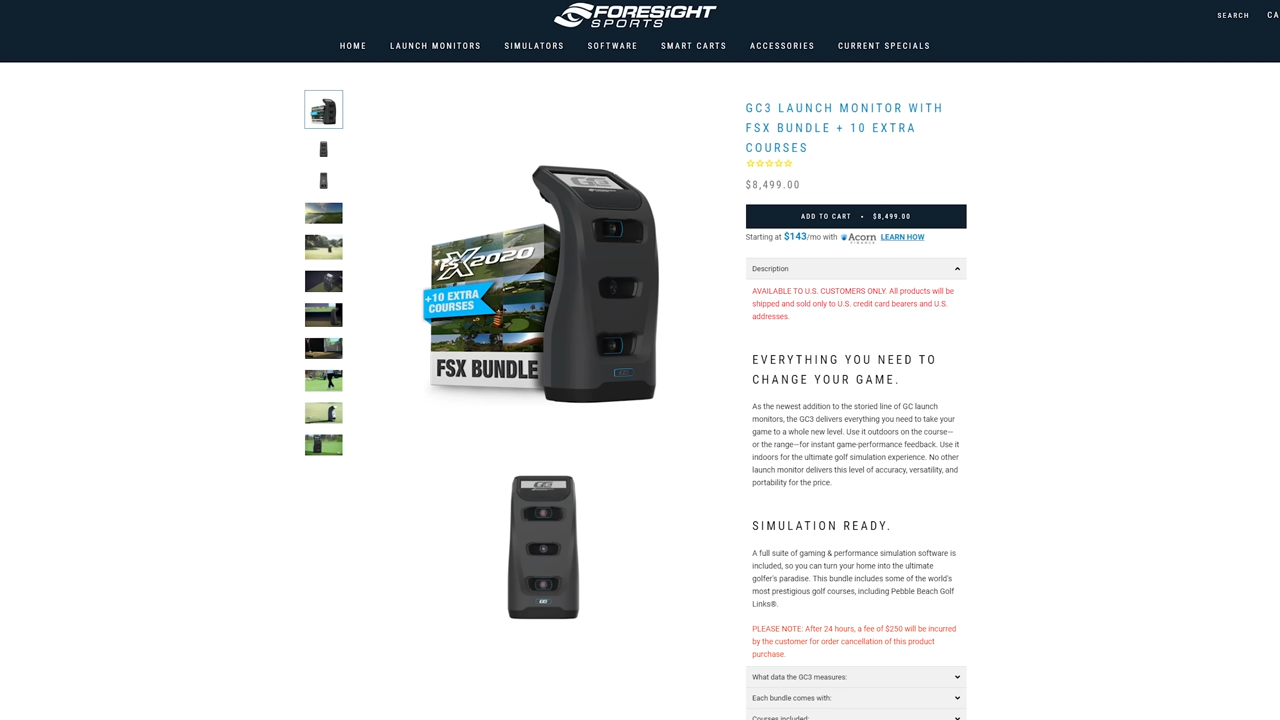 FORESIGHT
SPORTS
SEARCH
CA
HOME
LAUNCH MONITORS
SIMULATORS
SOFTWARE
SMART CARTS
ACCESSORIES
CURRENT SPECIALS
FSX2020
+10 EXTRA
COURSES
FSX BUNDLE
GC3
GC3 LAUNCH MONITOR WITH
FSX BUNDLE + 10 EXTRA
COURSES
$8,499.00
ADD TO CART • $8,499.00
Starting at $143/mo with Acorn FINANCE LEARN HOW
Description
AVAILABLE TO U.S. CUSTOMERS ONLY. All products will be
shipped and sold only to U.S. credit card bearers and U.S.
addresses.
EVERYTHING YOU NEED TO
CHANGE YOUR GAME.
As the newest addition to the storied line of GC launch
monitors, the GC3 delivers everything you need to take your
game to a whole new level. Use it outdoors on the course—
or the range—for instant game-performance feedback. Use it
indoors for the ultimate golf simulation experience. No other
launch monitor delivers this level of accuracy, versatility, and
portability for the price.
SIMULATION READY.
A full suite of gaming & performance simulation software is
included, so you can turn your home into the ultimate
golfer's paradise. This bundle includes some of the world's
most prestigious golf courses, including Pebble Beach Golf
Links®.
PLEASE NOTE: After 24 hours, a fee of $250 will be incurred
by the customer for order cancellation of this product
purchase.
What data the GC3 measures:
Each bundle comes with:
Courses included: